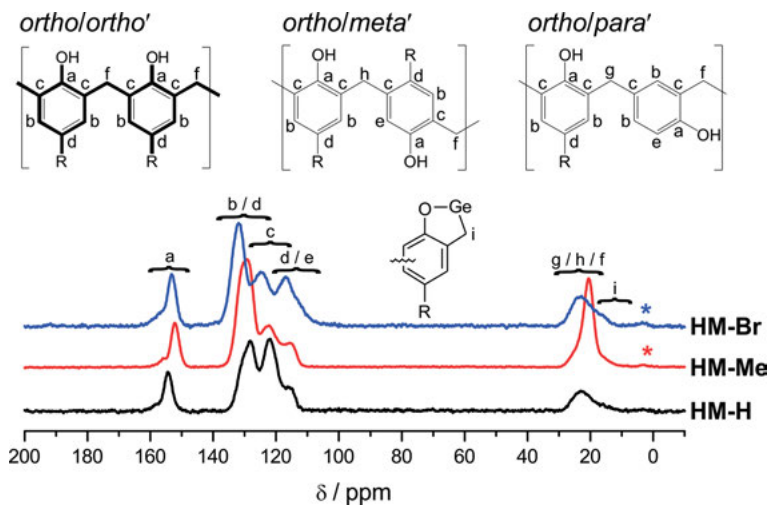 ortho/ortho′ ortho/meta′ ortho/para′
OH OH OH R OH
f f h g b f
a a a d a c
c c c c c c c b c c c
b b b b b b e c b b b a OH
d d d a f d e
R R R OH R
b / d
c
a
d / e
O Ge
i
R
g / h / f
i
*
HM-Br
*
HM-Me
HM-H
200 180 160 140 120 100 80 60 40 20 0
δ / ppm